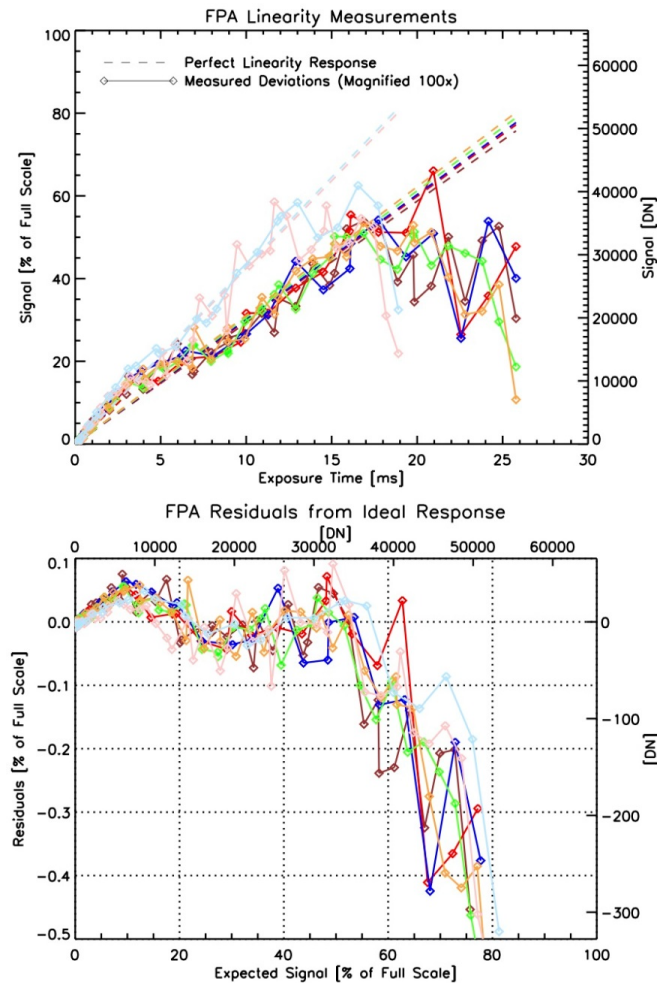 FPA Linearity Measurements
100
80
60
40
20
0
Signal [% of Full Scale]
Perfect Linearity Response
Measured Deviations (Magnified 100x)
60000
50000
40000
30000
20000
10000
0
Signal [DN]
0 5 10 15 20 25 30
Exposure Time [ms]
FPA Residuals from Ideal Response
[DN]
0 10000 20000 30000 40000 50000 60000
0.1
0.0
-0.1
-0.2
-0.3
-0.4
-0.5
Residuals [% of Full Scale]
0
-100
-200
-300
[DN]
0 20 40 60 80 100
Expected Signal [% of Full Scale]